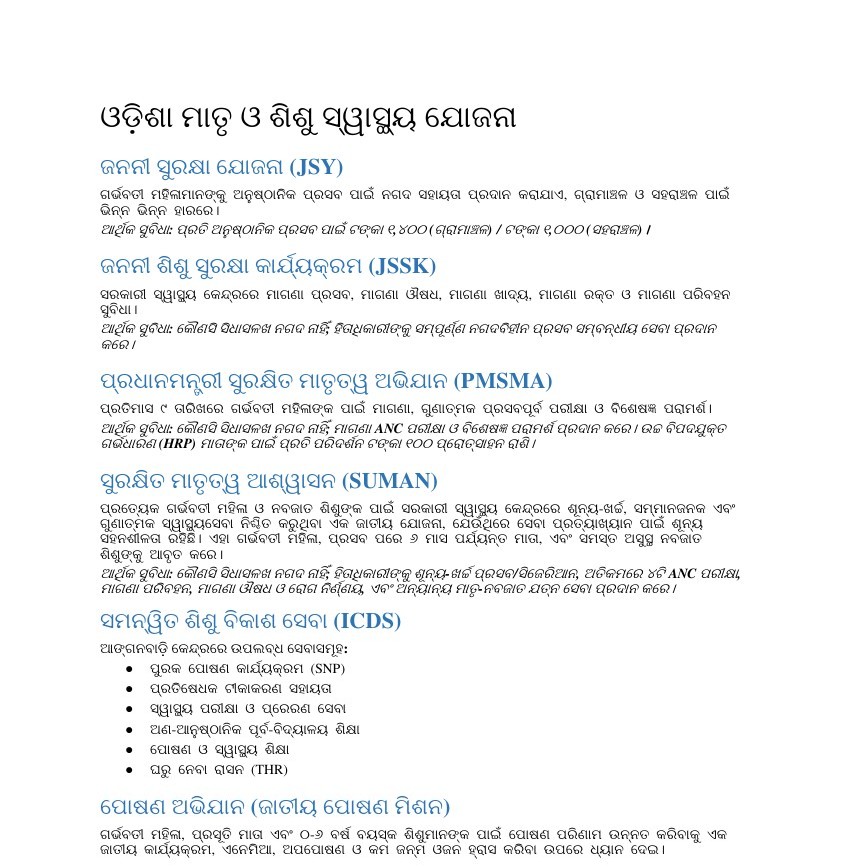 ଓଡ଼ିଶା ମାତୃ ଓ ଶିଶୁ ସ୍ୱାସ୍ଥ୍ୟ ଯୋଜନା
ଜନନୀ ସୁରକ୍ଷା ଯୋଜନା (JSY)
ଗର୍ଭବତୀ ମହିଳାମାନଙ୍କୁ ଅନୁଷ୍ଠାନିକ ପ୍ରସବ ପାଇଁ ନଗଦ ସହାୟତା ପ୍ରଦାନ କରାଯାଏ, ଗ୍ରାମାଞ୍ଚଳ ଓ ସହରାଞ୍ଚଳ ପାଇଁ
ଭିନ୍ନ ଭିନ୍ନ ହାରରେ।
ଆର୍ଥିକ ସୁବିଧା: ପ୍ରତି ଅନୁଷ୍ଠାନିକ ପ୍ରସବ ପାଇଁ ଟଙ୍କା ୧,୪୦୦ (ଗ୍ରାମାଞ୍ଚଳ) / ଟଙ୍କା ୧,୦୦୦ (ସହରାଞ୍ଚଳ) ।
ଜନନୀ ଶିଶୁ ସୁରକ୍ଷା କାର୍ଯ୍ୟକ୍ରମ (JSSK)
ସରକାରୀ ସ୍ୱାସ୍ଥ୍ୟ କେନ୍ଦ୍ରରେ ମାଗଣା ପ୍ରସବ, ମାଗଣା ଔଷଧ, ମାଗଣା ଖାଦ୍ୟ, ମାଗଣା ରକ୍ତ ଓ ମାଗଣା ପରିବହନ
ସୁବିଧା।
ଆର୍ଥିକ ସୁବିଧା: କୌଣସି ସିଧାସଳଖ ନଗଦ ନାହିଁ; ହିତାଧିକାରୀଙ୍କୁ ସମ୍ପୂର୍ଣ୍ଣ ନଗଦବିହୀନ ପ୍ରସବ ସମ୍ବନ୍ଧୀୟ ସେବା ପ୍ରଦାନ
କରେ।
ପ୍ରଧାନମନ୍ତ୍ରୀ ସୁରକ୍ଷିତ ମାତୃତ୍ୱ ଅଭିଯାନ (PMSMA)
ପ୍ରତିମାସ ୯ ତାରିଖରେ ଗର୍ଭବତୀ ମହିଳାଙ୍କ ପାଇଁ ମାଗଣା, ଗୁଣାତ୍ମକ ପ୍ରସବପୂର୍ବ ପରୀକ୍ଷା ଓ ବିଶେଷଜ୍ଞ ପରାମର୍ଶ।
ଆର୍ଥିକ ସୁବିଧା: କୌଣସି ସିଧାସଳଖ ନଗଦ ନାହିଁ; ମାଗଣା ANC ପରୀକ୍ଷା ଓ ବିଶେଷଜ୍ଞ ପରାମର୍ଶ ପ୍ରଦାନ କରେ। ଉଚ୍ଚ ବିପଦଯୁକ୍ତ
ଗର୍ଭଧାରଣ (HRP) ମାତାଙ୍କ ପାଇଁ ପ୍ରତି ପରିଦର୍ଶନ ଟଙ୍କା ୧୦୦ ପ୍ରୋତ୍ସାହନ ରାଶି।
ସୁରକ୍ଷିତ ମାତୃତ୍ୱ ଆଶ୍ୱାସନ (SUMAN)
ପ୍ରତ୍ୟେକ ଗର୍ଭବତୀ ମହିଳା ଓ ନବଜାତ ଶିଶୁଙ୍କ ପାଇଁ ସରକାରୀ ସ୍ୱାସ୍ଥ୍ୟ କେନ୍ଦ୍ରରେ ଶୂନ୍ୟ-ଖର୍ଚ୍ଚ, ସମ୍ମାନଜନକ ଏବଂ
ଗୁଣାତ୍ମକ ସ୍ୱାସ୍ଥ୍ୟସେବା ନିଶ୍ଚିତ କରୁଥିବା ଏକ ଜାତୀୟ ଯୋଜନା, ଯେଉଁଥିରେ ସେବା ପ୍ରତ୍ୟାଖ୍ୟାନ ପାଇଁ ଶୂନ୍ୟ
ସହନଶୀଳତା ରହିଛି। ଏହା ଗର୍ଭବତୀ ମହିଳା, ପ୍ରସବ ପରେ ୬ ମାସ ପର୍ଯ୍ୟନ୍ତ ମାତା, ଏବଂ ସମସ୍ତ ଅସୁସ୍ଥ ନବଜାତ
ଶିଶୁଙ୍କୁ ଆବୃତ କରେ।
ଆର୍ଥିକ ସୁବିଧା: କୌଣସି ସିଧାସଳଖ ନଗଦ ନାହିଁ; ହିତାଧିକାରୀଙ୍କୁ ଶୂନ୍ୟ-ଖର୍ଚ୍ଚ ପ୍ରସବ/ସିଜେରିଆନ, ଅତିକମରେ ୪ଟି ANC ପରୀକ୍ଷା,
ମାଗଣା ପରିବହନ, ମାଗଣା ଔଷଧ ଓ ରୋଗ ନିର୍ଣ୍ଣୟ, ଏବଂ ଅନ୍ୟାନ୍ୟ ମାତୃ-ନବଜାତ ଯତ୍ନ ସେବା ପ୍ରଦାନ କରେ।
ସମନ୍ୱିତ ଶିଶୁ ବିକାଶ ସେବା (ICDS)
ଆଙ୍ଗନବାଡ଼ି କେନ୍ଦ୍ରରେ ଉପଲବ୍ଧ ସେବାସମୂହ:
● ପୁରକ ପୋଷଣ କାର୍ଯ୍ୟକ୍ରମ (SNP)
● ପ୍ରତିଷେଧକ ଟୀକାକରଣ ସହାୟତା
● ସ୍ୱାସ୍ଥ୍ୟ ପରୀକ୍ଷା ଓ ପ୍ରେରଣ ସେବା
● ଅଣ-ଆନୁଷ୍ଠାନିକ ପୂର୍ବ-ବିଦ୍ୟାଳୟ ଶିକ୍ଷା
● ପୋଷଣ ଓ ସ୍ୱାସ୍ଥ୍ୟ ଶିକ୍ଷା
● ଘରୁ ନେବା ରାସନ (THR)
ପୋଷଣ ଅଭିଯାନ (ଜାତୀୟ ପୋଷଣ ମିଶନ)
ଗର୍ଭବତୀ ମହିଳା, ପ୍ରସୂତି ମାତା ଏବଂ ୦-୬ ବର୍ଷ ବୟସ୍କ ଶିଶୁମାନଙ୍କ ପାଇଁ ପୋଷଣ ପରିଣାମ ଉନ୍ନତ କରିବାକୁ ଏକ
ଜାତୀୟ କାର୍ଯ୍ୟକ୍ରମ, ଏନେମିଆ, ଅପପୋଷଣ ଓ କମ ଜନ୍ମ ଓଜନ ହ୍ରାସ କରିବା ଉପରେ ଧ୍ୟାନ ଦେଇ।